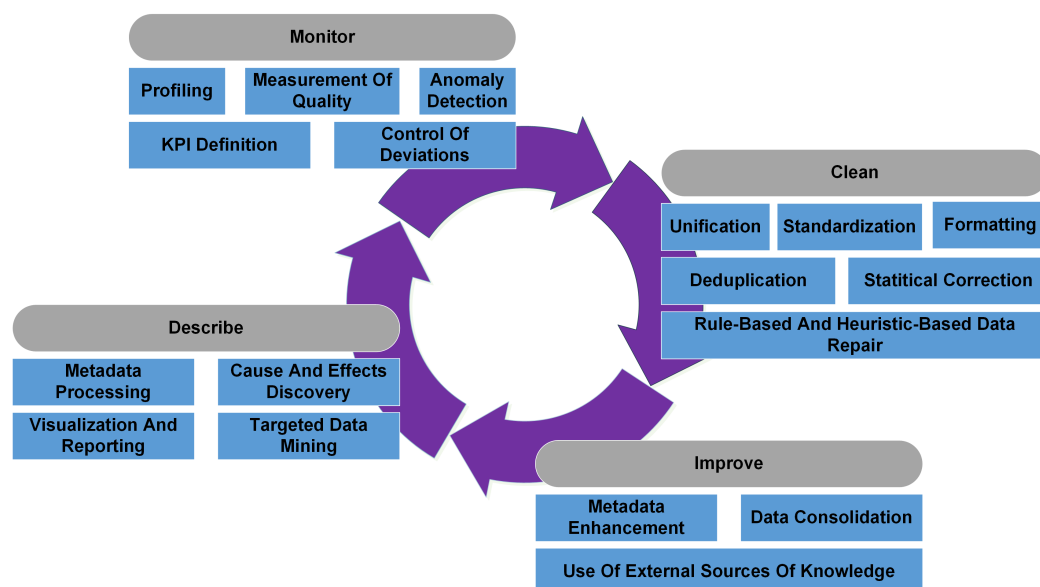 Monitor
Profiling
Measurement Of
Quality
Anomaly
Detection
KPI Definition
Control Of
Deviations
Clean
Unification
Standardization
Formatting
Deduplication
Statitical Correction
Rule-Based And Heuristic-Based Data
Repair
Describe
Metadata
Processing
Cause And Effects
Discovery
Visualization And
Reporting
Targeted Data
Mining
Improve
Metadata
Enhancement
Data Consolidation
Use Of External Sources Of Knowledge